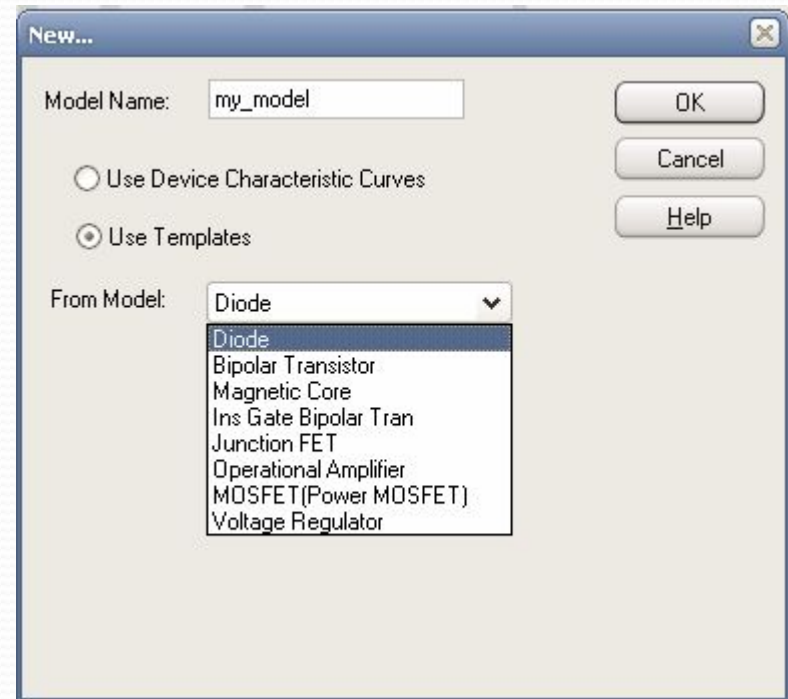 New...
Model Name: my_model
OK
Use Device Characteristic Curves
Cancel
Use Templates
Help
From Model: Diode
Diode
Bipolar Transistor
Magnetic Core
Ins Gate Bipolar Tran
Junction FET
Operational Amplifier
MOSFET(Power MOSFET)
Voltage Regulator